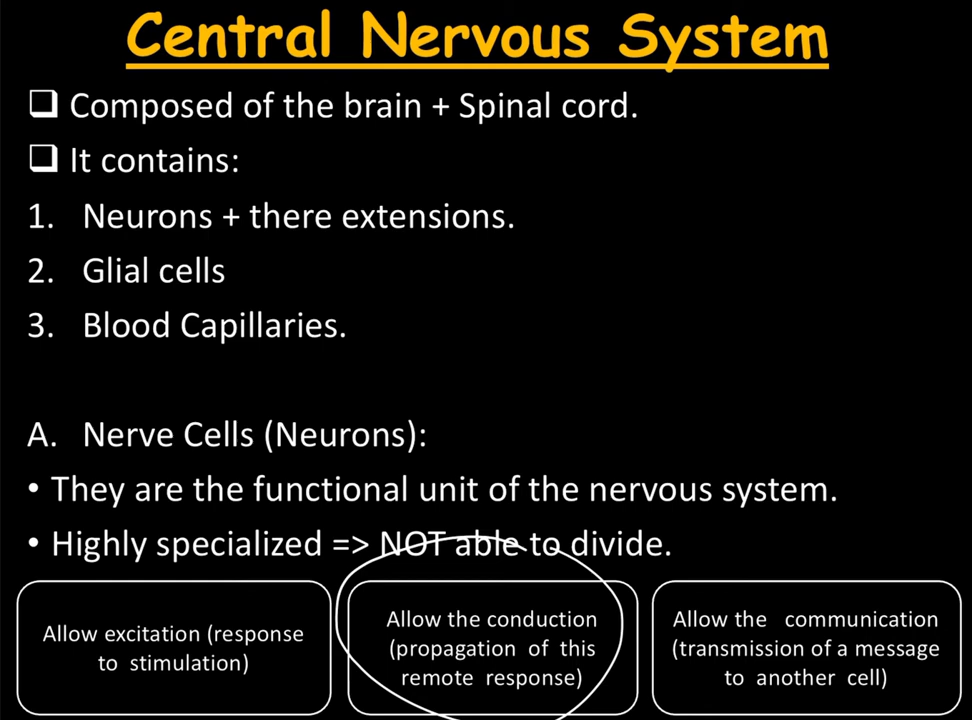 Central Nervous System
❑ Composed of the brain + Spinal cord.
❑ It contains:
1. Neurons + there extensions.
2. Glial cells
3. Blood Capillaries.
A. Nerve Cells (Neurons):
• They are the functional unit of the nervous system.
• Highly specialized => NOT able to divide.
Allow excitation (response
to stimulation)
Allow the conduction
(propagation of this
remote response)
Allow the communication
(transmission of a message
to another cell)